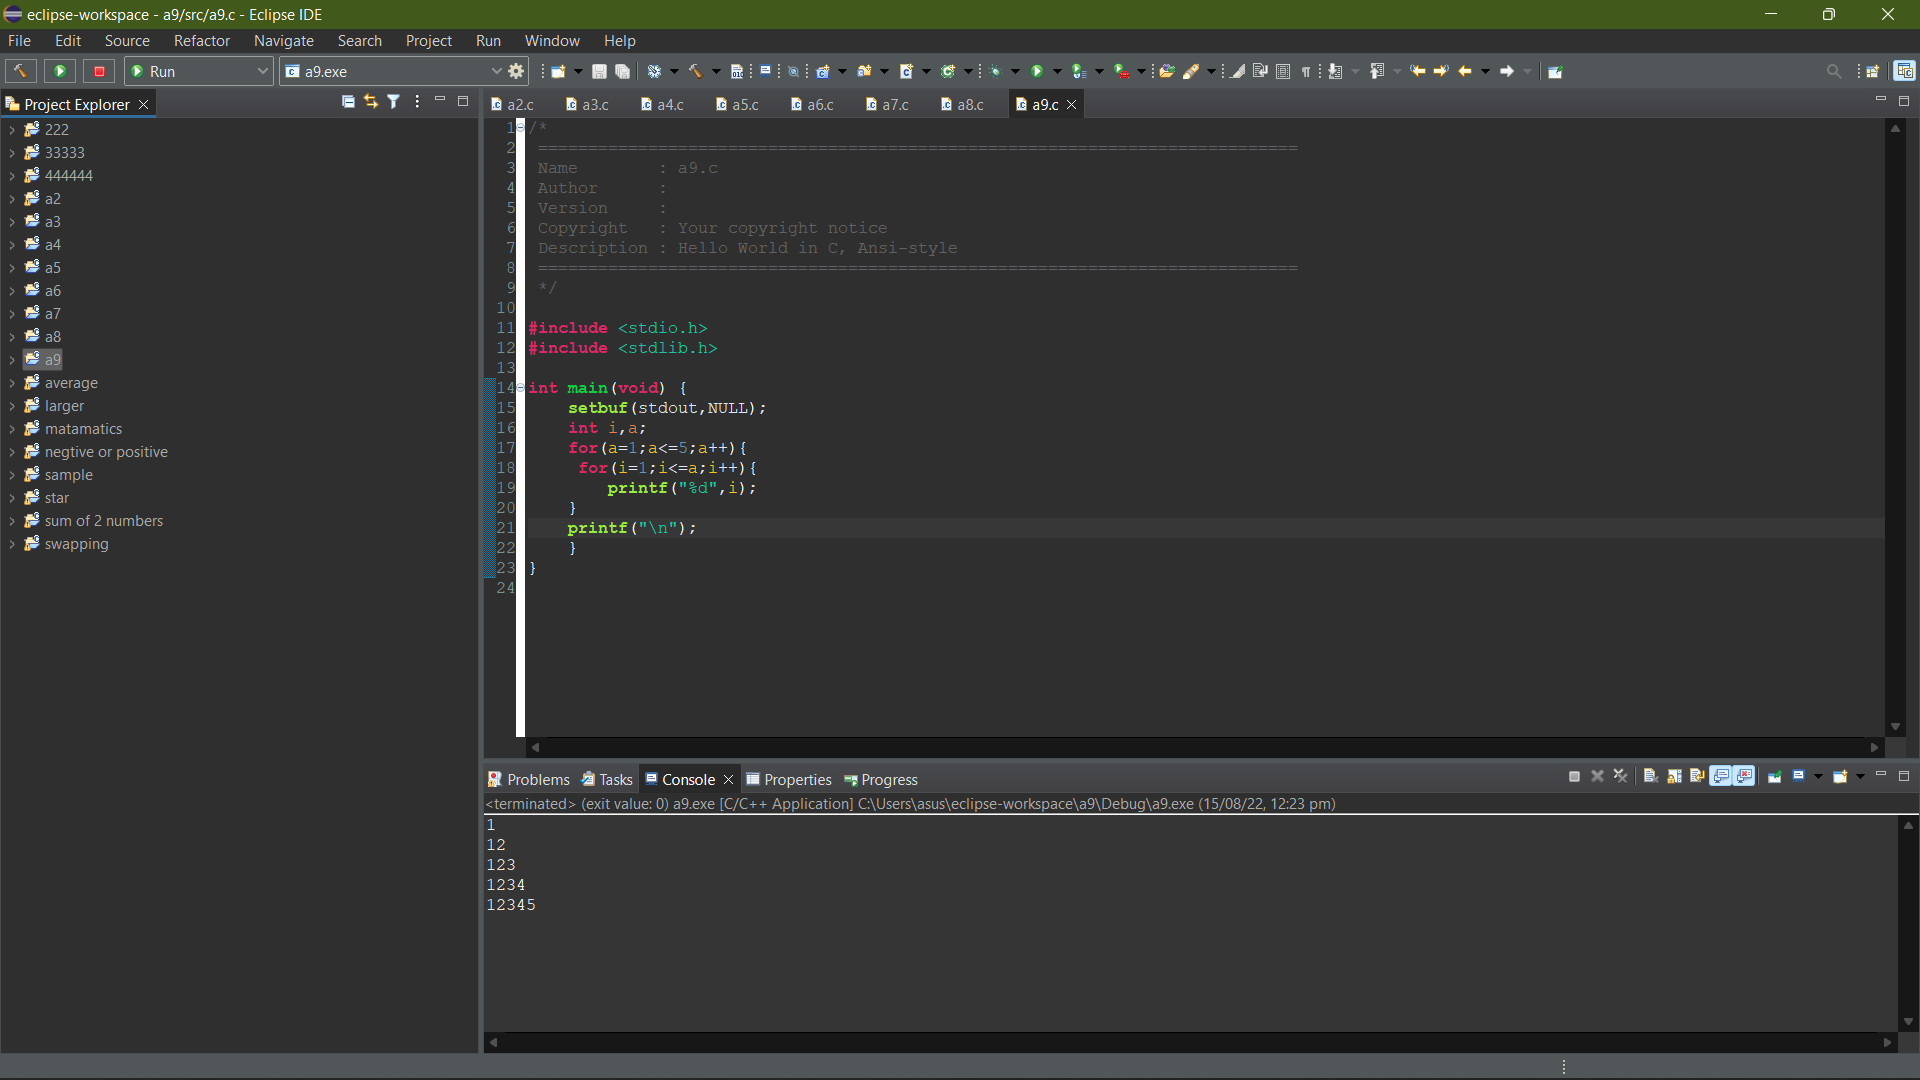 eclipse-workspace - a9/src/a9.c - Eclipse IDE
File Edit Source Refactor Navigate Search Project Run Window Help
Run a9.exe
Project Explorer
222
33333
444444
a2
a3
a4
a5
a6
a7
a8
a9
average
larger
matamatics
negtive or positive
sample
star
sum of 2 numbers
swapping
a2.c a3.c a4.c a5.c a6.c a7.c a8.c a9.c
1 /*
2 ============================================================================
3 Name        : a9.c
4 Author      :
5 Version     :
6 Copyright   : Your copyright notice
7 Description : Hello World in C, Ansi-style
8 ============================================================================
9 */
10
11 #include <stdio.h>
12 #include <stdlib.h>
13
14 int main(void) {
15     setbuf(stdout,NULL);
16     int i,a;
17     for(a=1;a<=5;a++){
18      for(i=1;i<=a;i++){
19         printf("%d",i);
20     }
21     printf("\n");
22     }
23 }
24
Problems Tasks Console Properties Progress
<terminated> (exit value: 0) a9.exe [C/C++ Application] C:\Users\asus\eclipse-workspace\a9\Debug\a9.exe (15/08/22, 12:23 pm)
1
12
123
1234
12345